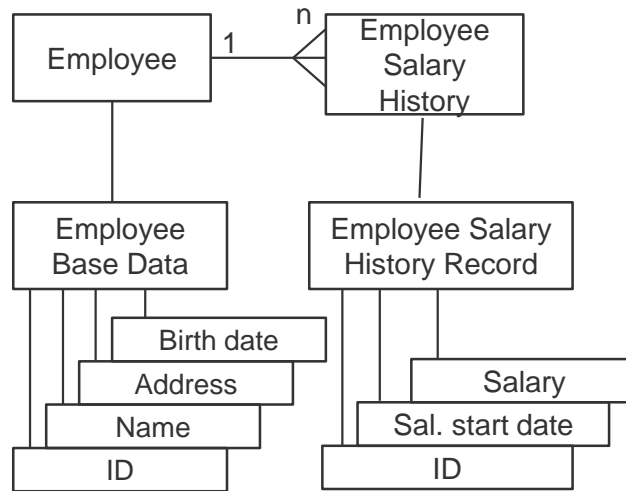 n
Employee
1
Employee
Salary
History
Employee
Base Data
Employee Salary
History Record
Birth date
Address
Name
ID
Salary
Sal. start date
ID